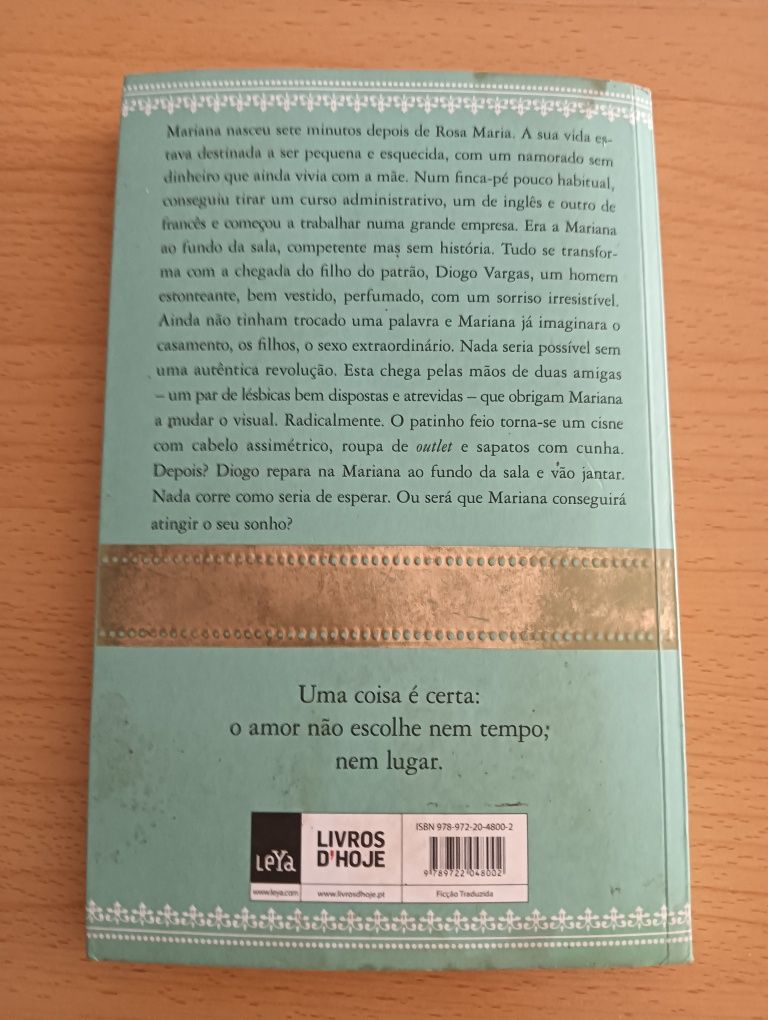 Mariana nasceu sete minutos depois de Rosa Maria. A sua vida es-
tava destinada a ser pequena e esquecida, com um namorado sem
dinheiro que ainda vivia com a mãe. Num finca-pé pouco habitual,
conseguiu tirar um curso administrativo, um de inglês e outro de
francês e começou a trabalhar numa grande empresa. Era a Mariana
ao fundo da sala, competente mas sem história. Tudo se transfor-
ma com a chegada do filho do patrão, Diogo Vargas, um homem
estonteante, bem vestido, perfumado, com um sorriso irresistível.
Ainda não tinham trocado uma palavra e Mariana já imaginara o
casamento, os filhos, o sexo extraordinário. Nada seria possível sem
uma autêntica revolução. Esta chega pelas mãos de duas amigas
– um par de lésbicas bem dispostas e atrevidas – que obrigam Mariana
a mudar o visual. Radicalmente. O patinho feio torna-se um cisne
com cabelo assimétrico, roupa de outlet e sapatos com cunha.
Depois? Diogo repara na Mariana ao fundo da sala e vão jantar.
Nada corre como seria de esperar. Ou será que Mariana conseguirá
atingir o seu sonho?
Uma coisa é certa:
o amor não escolhe nem tempo,
nem lugar.
LEYA
www.leya.com
LIVROS
D'HOJE
www.livrosdhoje.pt
ISBN 978-972-20-4800-2
9 789722 048002
Ficção Traduzida